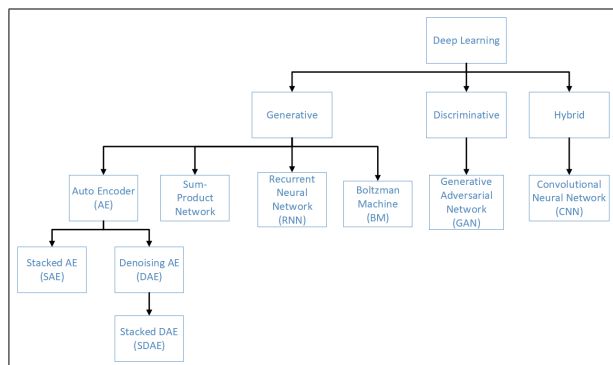 Deep Learning
Generative
Discriminative
Hybrid
Auto Encoder
(AE)
Sum-
Product
Network
Recurrent
Neural
Network
(RNN)
Boltzman
Machine
(BM)
Generative
Adversarial
Network
(GAN)
Convolutional
Neural Network
(CNN)
Stacked AE
(SAE)
Denoising AE
(DAE)
Stacked DAE
(SDAE)